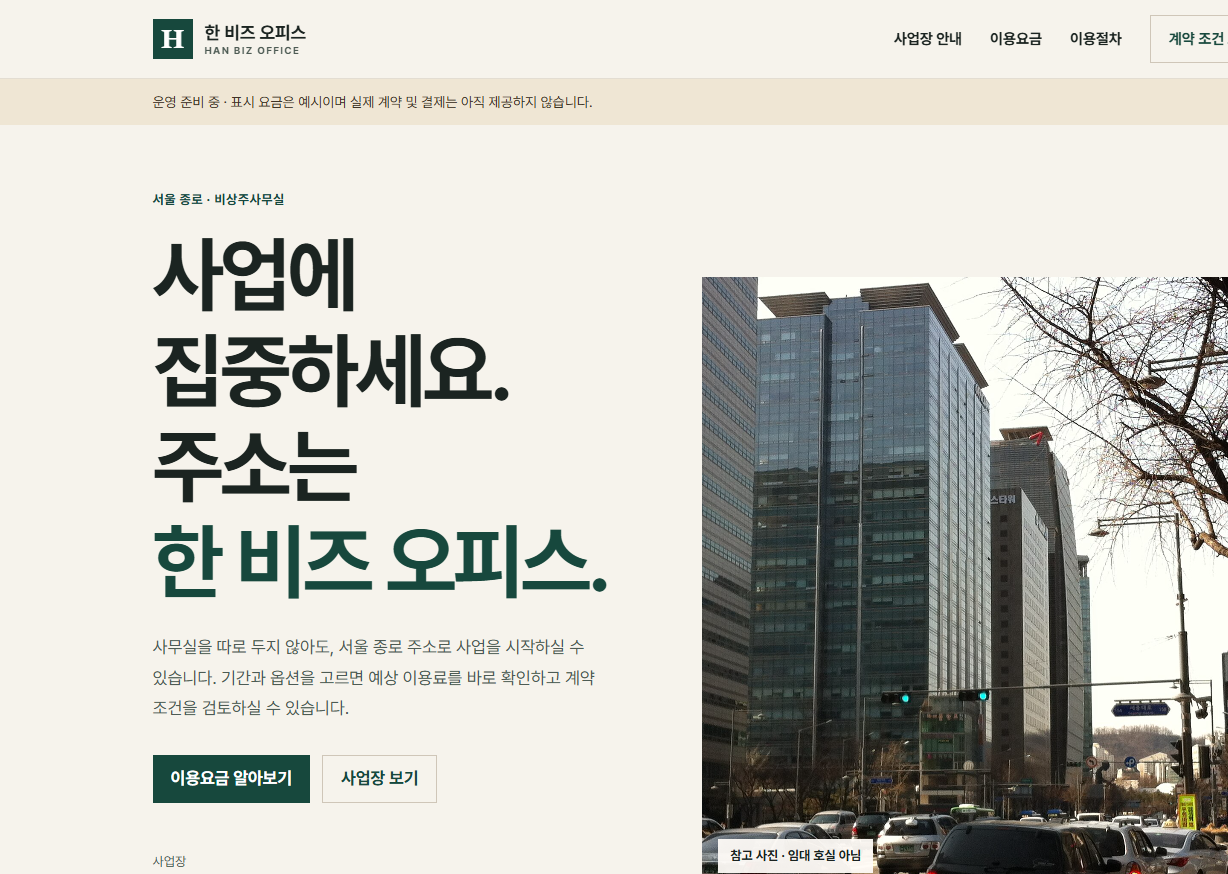 H
한 비즈 오피스
HAN BIZ OFFICE
사업장 안내
이용요금
이용절차
계약 조건
운영 준비 중 · 표시 요금은 예시이며 실제 계약 및 결제는 아직 제공하지 않습니다.
서울 종로 · 비상주사무실
사업에
집중하세요.
주소는
한 비즈 오피스.
사무실을 따로 두지 않아도, 서울 종로 주소로 사업을 시작하실 수
있습니다. 기간과 옵션을 고르면 예상 이용료를 바로 확인하고 계약
조건을 검토하실 수 있습니다.
이용요금 알아보기
사업장 보기
스타워
참고 사진 · 임대 호실 아님
사업장